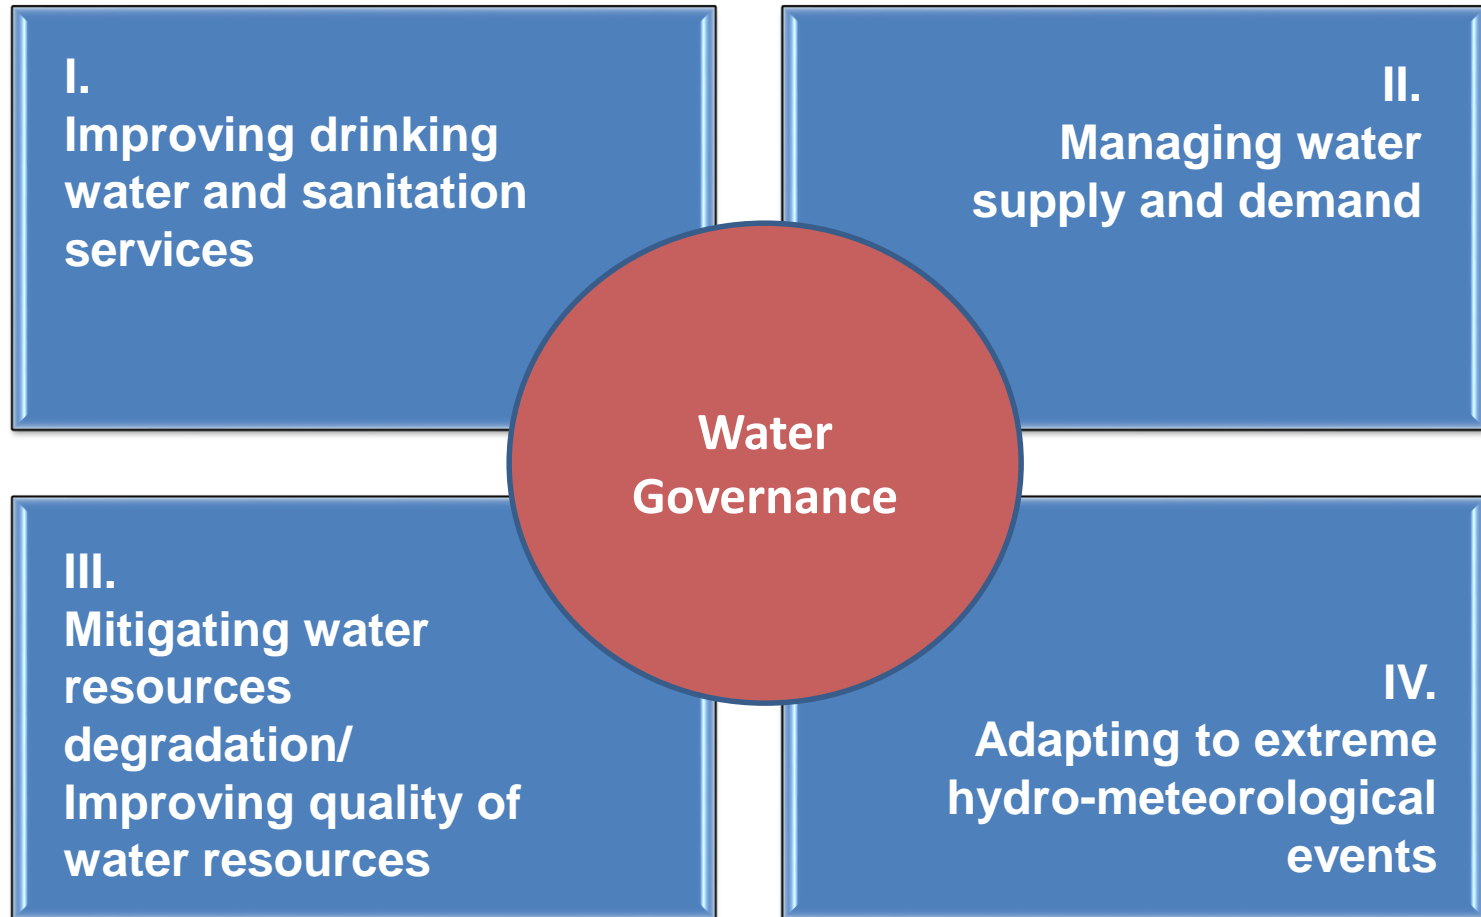 I.
Improving drinking
water and sanitation
services
II.
Managing water
supply and demand
Water
Governance
III.
Mitigating water
resources
degradation/
Improving quality of
water resources
IV.
Adapting to extreme
hydro-meteorological
events